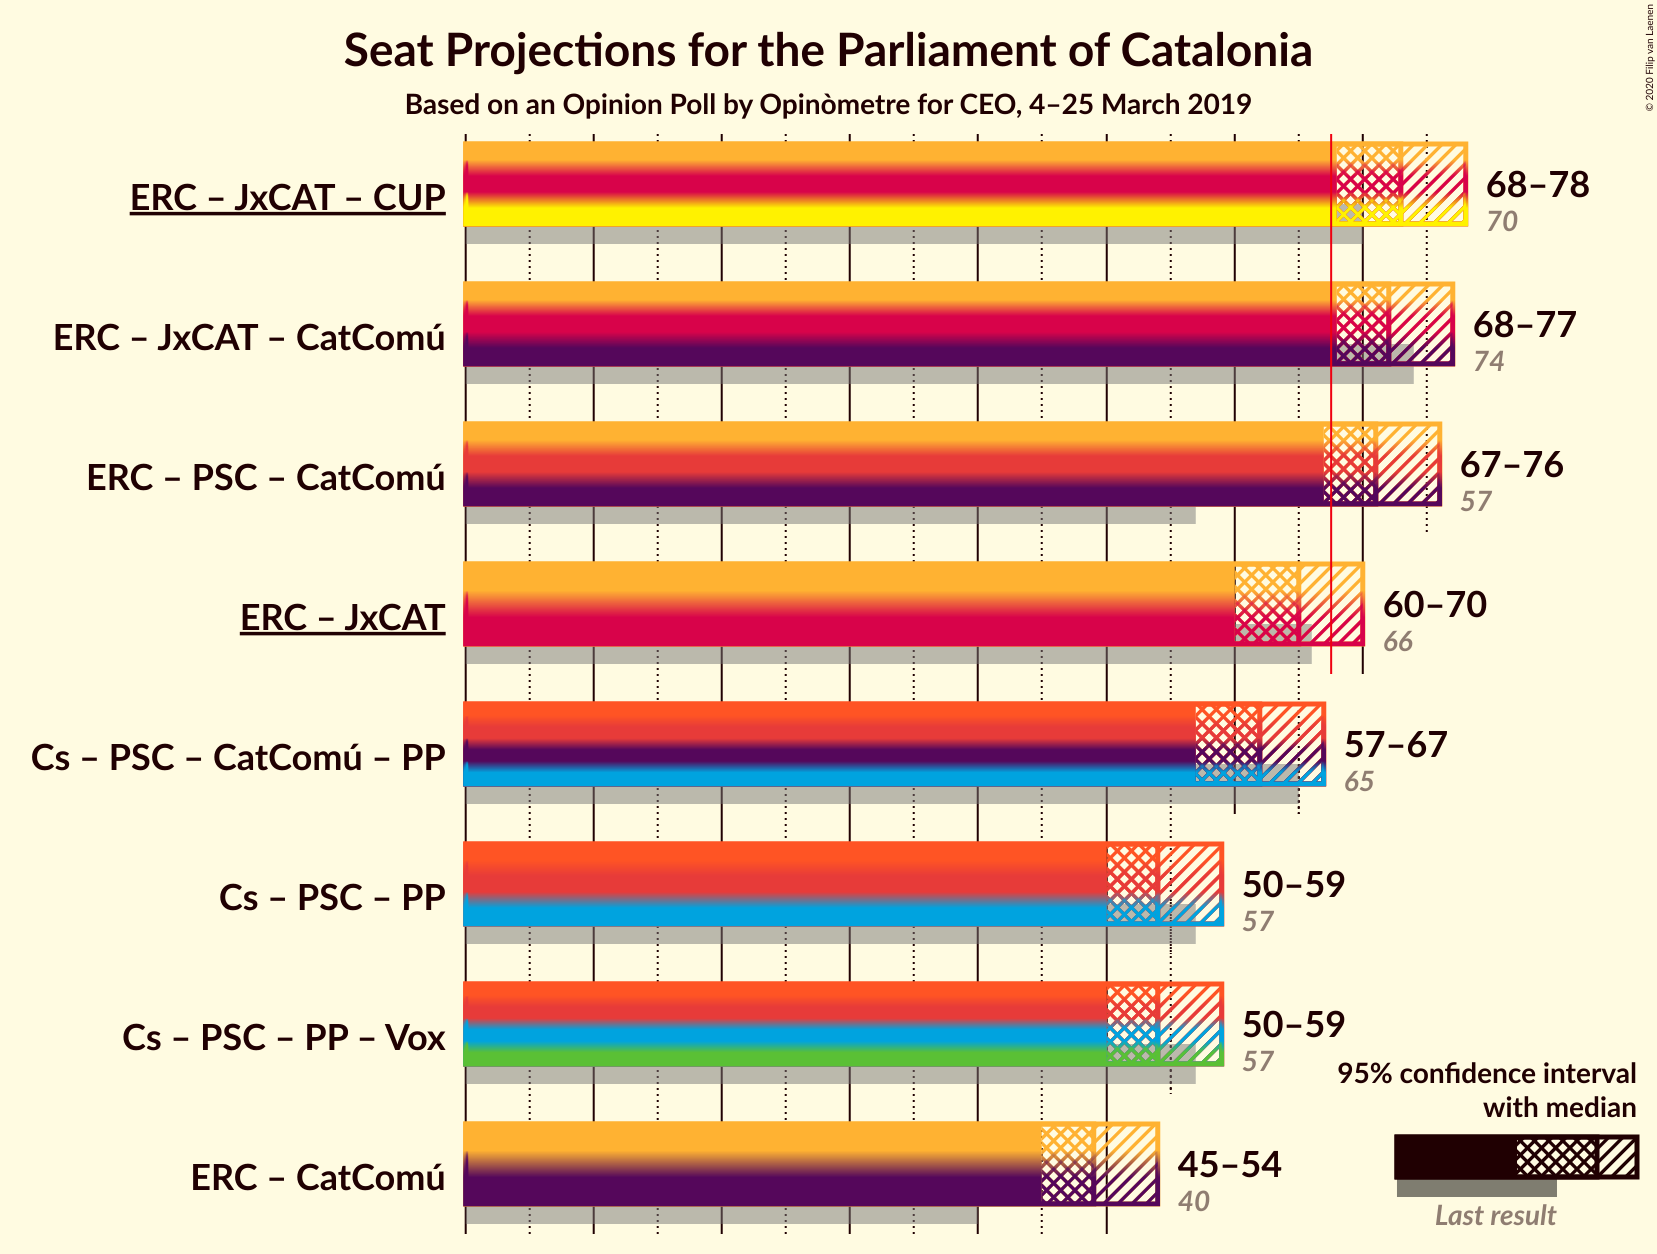 Seat Projections for the Parliament of Catalonia
Based on an Opinion Poll by Opinòmetre for CEO, 4–25 March 2019
© 2020 Filip van Laenen
ERC – JxCAT – CUP
68–78
70
ERC – JxCAT – CatComú
68–77
74
ERC – PSC – CatComú
67–76
57
ERC – JxCAT
60–70
66
Cs – PSC – CatComú – PP
57–67
65
Cs – PSC – PP
50–59
57
Cs – PSC – PP – Vox
50–59
57
ERC – CatComú
45–54
40
95% confidence interval
with median
Last result